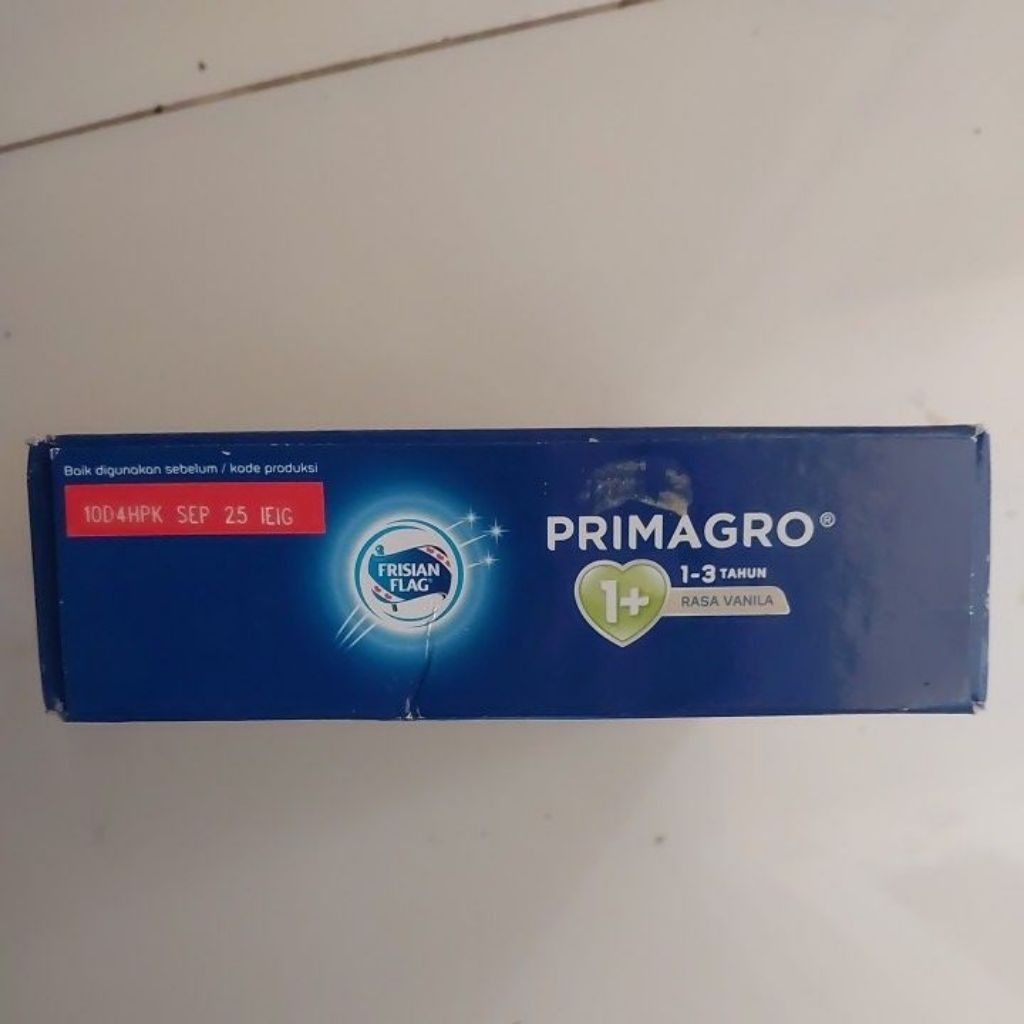 Baik digunakan sebelum / kode produksi
10D4HPK SEP 25 IEIG
FRISIAN
FLAG®
PRIMAGRO®
1+
1-3 TAHUN
RASA VANILA